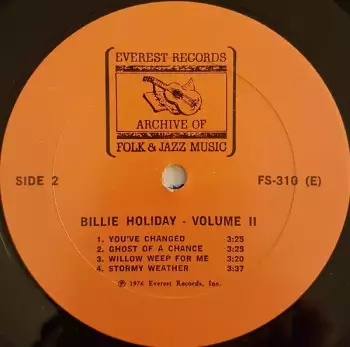 EVEREST RECORDS
ARCHIVE OF
FOLK & JAZZ MUSIC
SIDE 2
FS-310 (E)
BILLIE HOLIDAY - VOLUME II
1. YOU'VE CHANGED 3:25
2. GHOST OF A CHANCE 3:25
3. WILLOW WEEP FOR ME 3:20
4. STORMY WEATHER 3:37
℗ 1976 Everest Records, Inc.